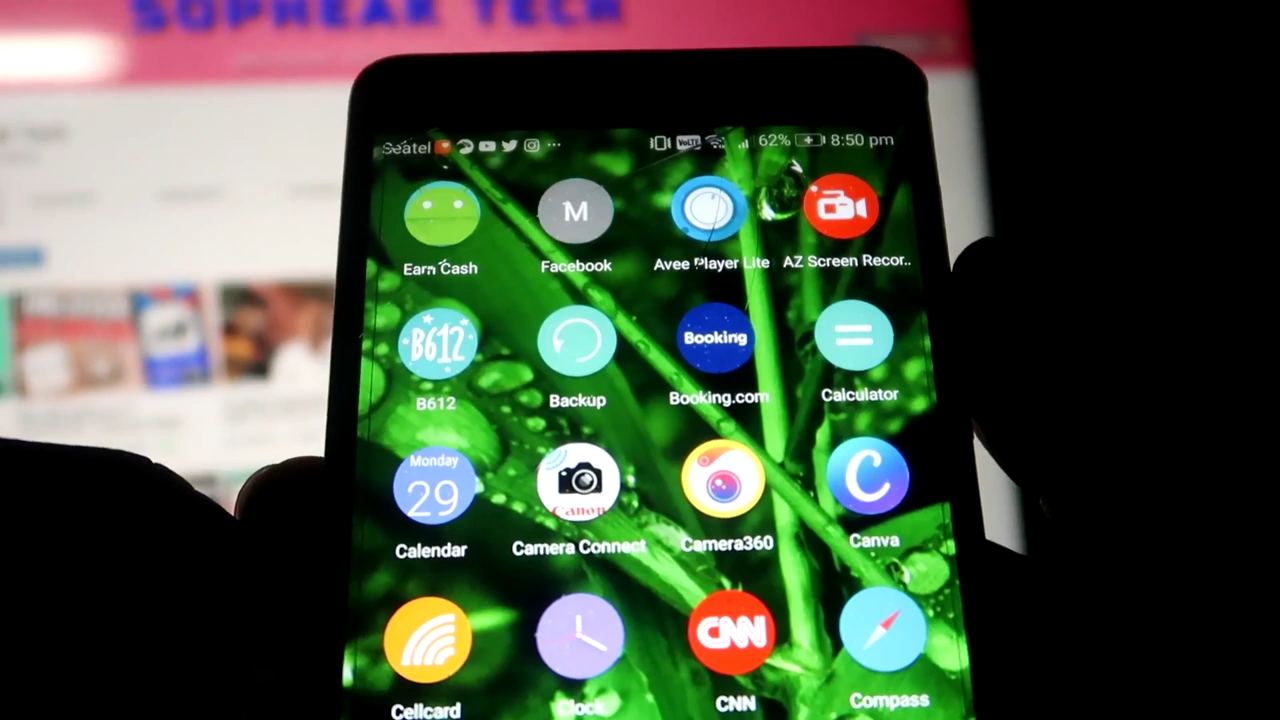 SOPHEAK TECH
Seatel VoLTE 62% 8:50 pm
M
Earn Cash Facebook Avee Player Lite AZ Screen Recor..
B612 Booking
B612 Backup Booking.com Calculator
Monday
29 Canon C
Calendar Camera Connect Camera360 Canva
CNN
Cellcard Clock CNN Compass